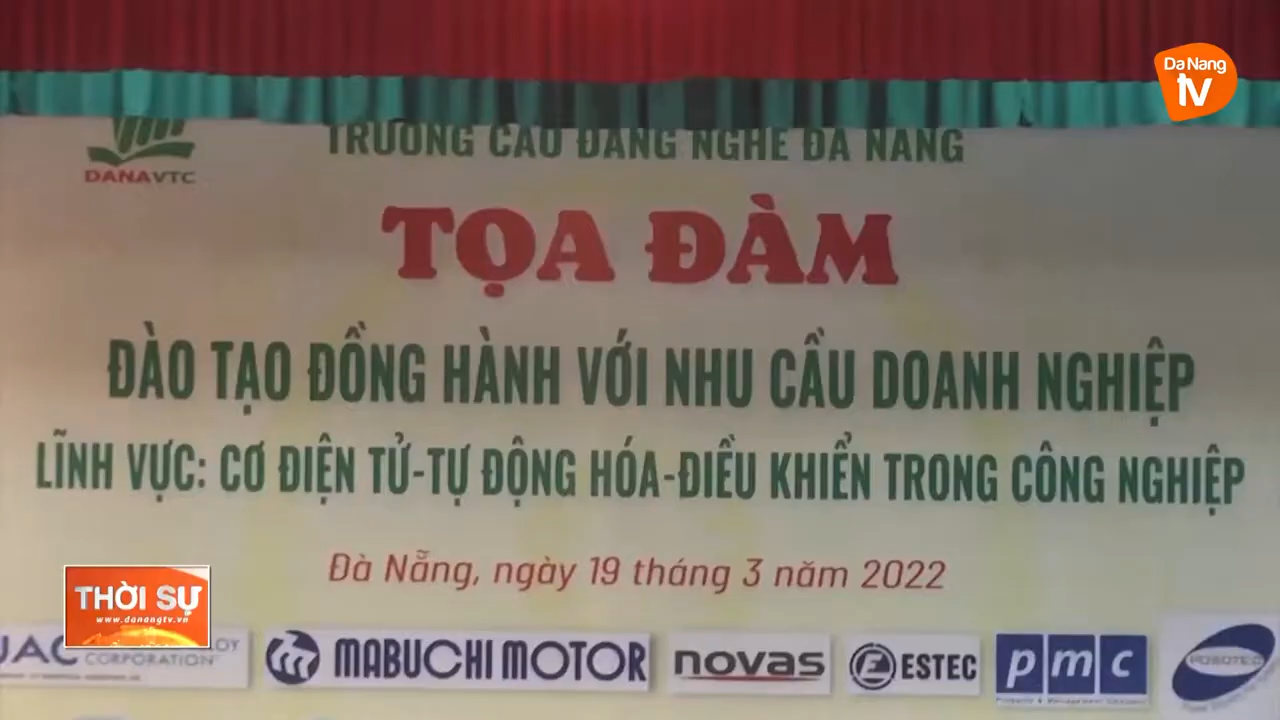 Da Nang
tv
TRƯỜNG CAO ĐẲNG NGHỀ ĐÀ NẴNG
DANAVTC
TỌA ĐÀM
ĐÀO TẠO ĐỒNG HÀNH VỚI NHU CẦU DOANH NGHIỆP
LĨNH VỰC: CƠ ĐIỆN TỬ-TỰ ĐỘNG HÓA-ĐIỀU KHIỂN TRONG CÔNG NGHIỆP
Đà Nẵng, ngày 19 tháng 3 năm 2022
THỜI SỰ
www.danangtv.vn
UAC
CORPORATION
MABUCHI MOTOR
novas
ESTEC
pmc
ROBOTEC